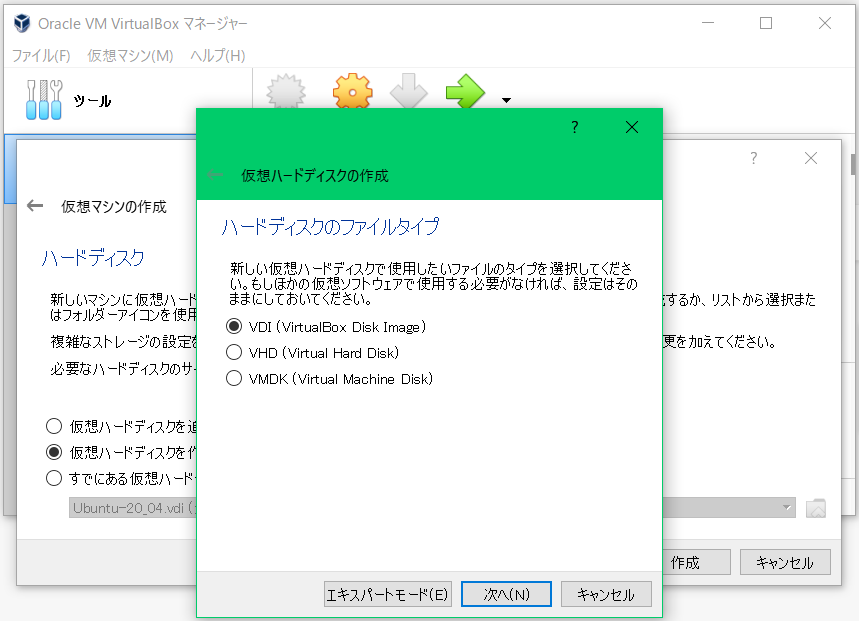 Oracle VM VirtualBox マネージャー
ファイル(F) 仮想マシン(M) ヘルプ(H)
ツール
? 
仮想マシンの作成
ハードディスク
新しいマシンに仮想ハード
するか、リストから選択また
はフォルダーアイコンを使用
複雑なストレージの設定を
更を加えてください。
必要なハードディスクのサ
仮想ハードディスクを追
仮想ハードディスクを作
すでにある仮想ハード
Ubuntu-20_04.vdi (
作成 キャンセル
?
仮想ハードディスクの作成
ハードディスクのファイルタイプ
新しい仮想ハードディスクで使用したいファイルのタイプを選択してくださ
い。もしほかの仮想ソフトウェアで使用する必要がなければ、設定はその
ままにしておいてください。
VDI (VirtualBox Disk Image)
VHD (Virtual Hard Disk)
VMDK (Virtual Machine Disk)
エキスパートモード(E) 次へ(N) キャンセル